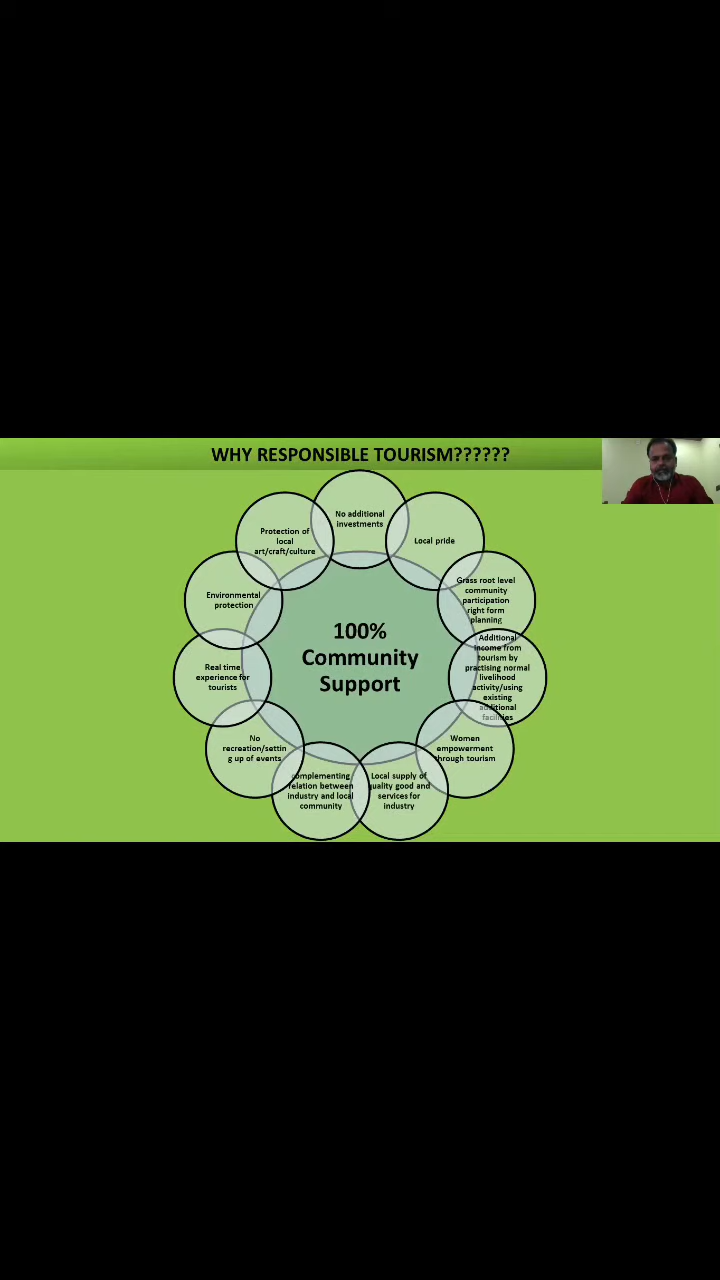 WHY RESPONSIBLE TOURISM??????
No additional
investments
Local pride
Grass root level
community
participation
right form
planning
Additional
income from
tourism by
practising normal
livelihood
activity/using
existing
additional
facilities
Women
empowerment
through tourism
Local supply of
quality good and
services for
industry
Complementing
relation between
industry and local
community
No
recreation/settin
g up of events
Real time
experience for
tourists
Environmental
protection
Protection of
local
art/craft/culture
100%
Community
Support